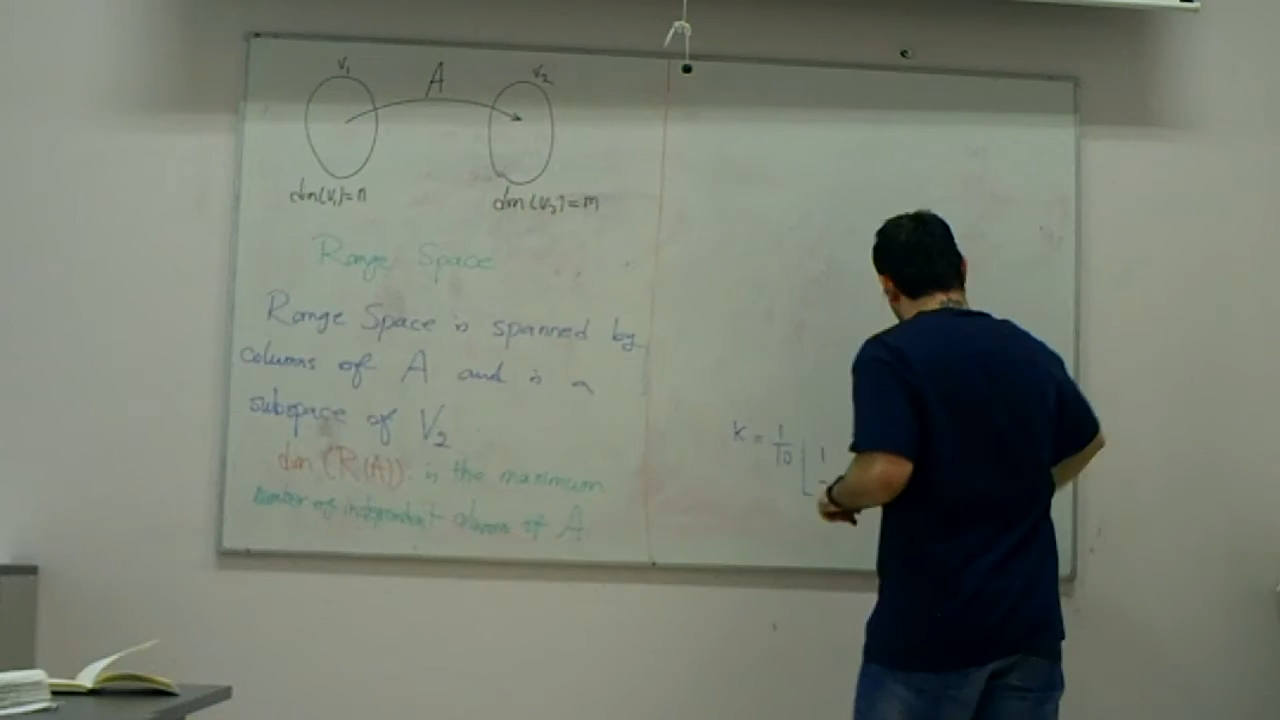 V₁ A V₂
dim(V₁)=n dim(V₂)=m
Range Space
Range Space is spanned by
columns of A and is a
subspace of V₂
dim(R(A)) is the maximum
number of independent columns of A
K = 1/10 [ 1